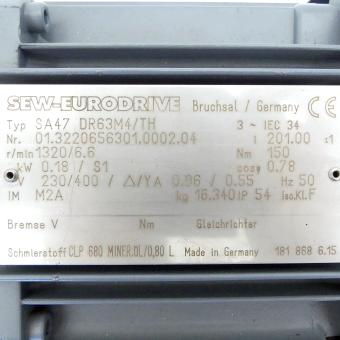 SEW-EURODRIVE Bruchsal / Germany CE
Typ SA47 DR63M4/TH 3 ~ IEC 34
Nr. 01.3220656301.0002.04 i 201.00 :1
r/min 1320/6.6 Nm 150
kW 0.18 / S1 cosφ 0.78
V 230/400 / △/Y A 0.96 / 0.55 Hz 50
IM M2A kg 16.340 IP 54 Iso.Kl.F
Bremse V Nm Gleichrichter
Schmierstoff CLP 680 MINER.ÖL/0,80 L Made in Germany 181 868 6.15